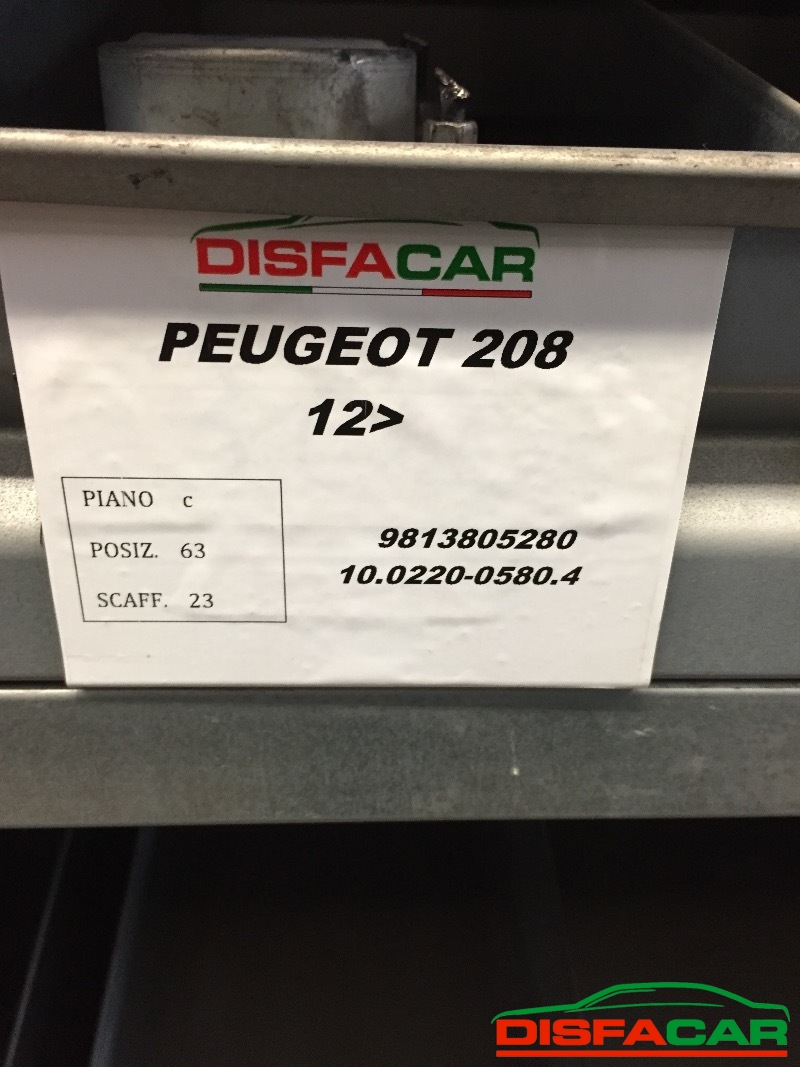 DISFACAR
PEUGEOT 208
12>
PIANO c
POSIZ. 63
SCAFF. 23
9813805280
10.0220-0580.4
DISFACAR